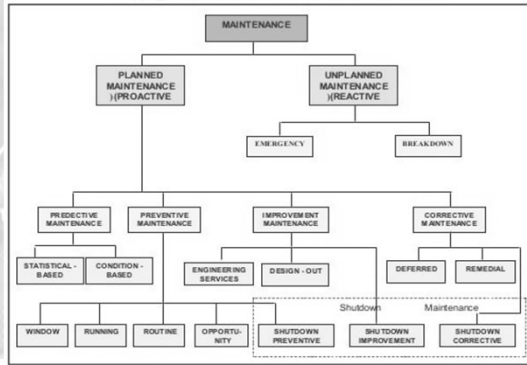 MAINTENANCE
PLANNED
MAINTENANCE
)(PROACTIVE
UNPLANNED
MAINTENANCE
)(REACTIVE
EMERGENCY
BREAKDOWN
PREDECTIVE
MAINTENANCE
PREVENTIVE
MAINTENANCE
IMPROVEMENT
MAINTENANCE
CORRECTIVE
MAINTENANCE
STATISTICAL -
BASED
CONDITION -
BASED
ENGINEERING
SERVICES
DESIGN - OUT
DEFERRED
REMEDIAL
Shutdown Maintenance
WINDOW
RUNNING
ROUTINE
OPPORTU-
NITY
SHUTDOWN
PREVENTIVE
SHUTDOWN
IMPROVEMENT
SHUTDOWN
CORRECTIVE